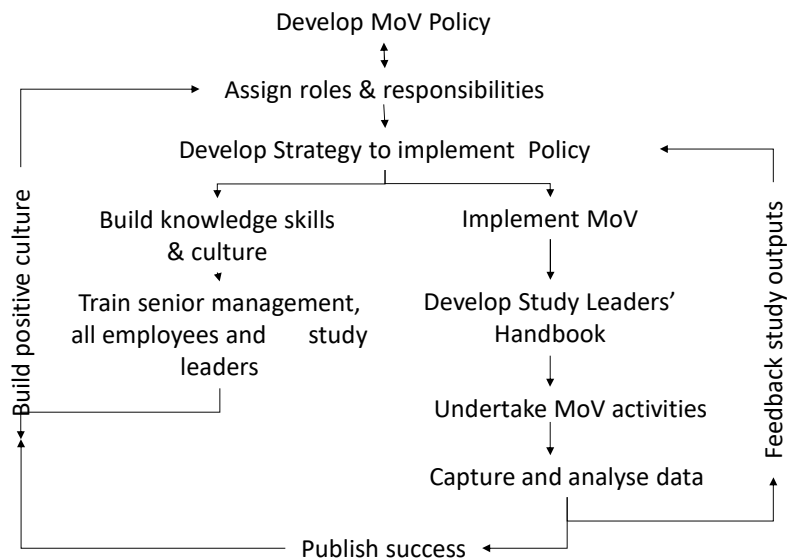 Develop MoV Policy
Assign roles & responsibilities
Develop Strategy to implement Policy
Build knowledge skills
& culture
Train senior management,
all employees and study
leaders
Implement MoV
Develop Study Leaders’
Handbook
Undertake MoV activities
Capture and analyse data
Publish success
Build positive culture
Feedback study outputs